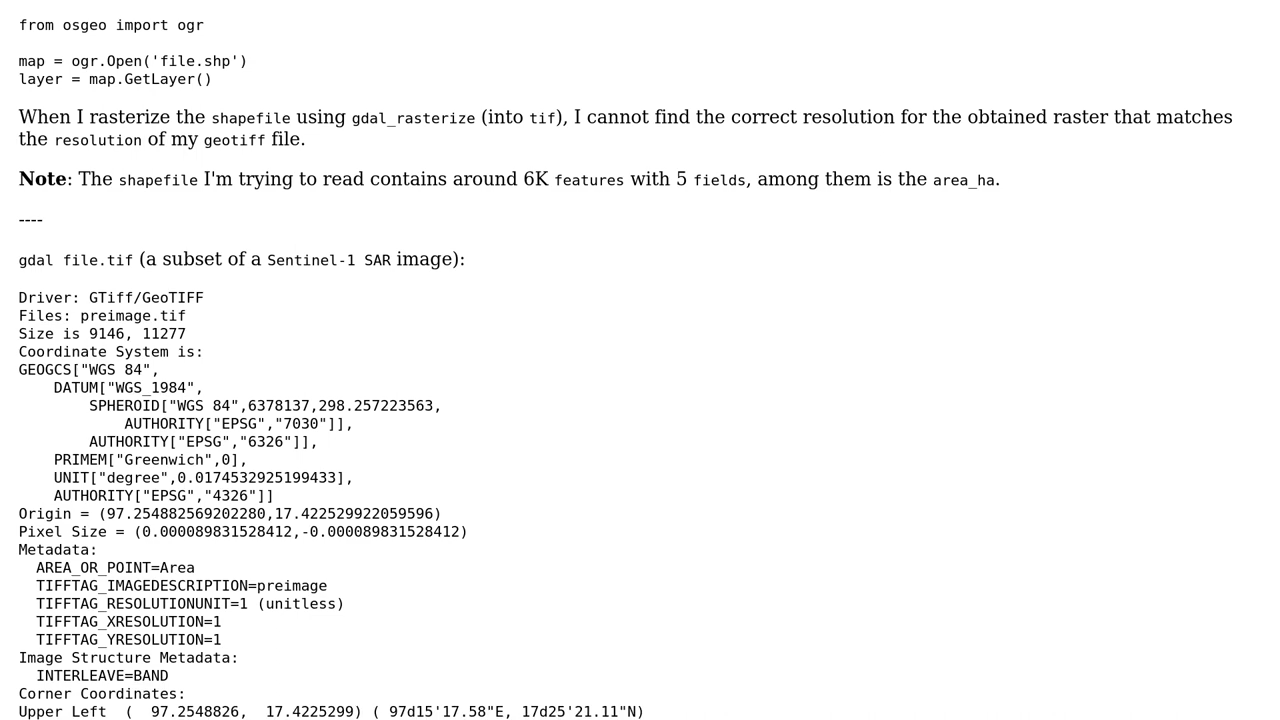 from osgeo import ogr
map = ogr.Open('file.shp')
layer = map.GetLayer()
When I rasterize the shapefile using gdal_rasterize (into tif), I cannot find the correct resolution for the obtained raster that matches
the resolution of my geotiff file.
Note: The shapefile I'm trying to read contains around 6K features with 5 fields, among them is the area_ha.
----
gdal file.tif (a subset of a Sentinel-1 SAR image):
Driver: GTiff/GeoTIFF
Files: preimage.tif
Size is 9146, 11277
Coordinate System is:
GEOGCS["WGS 84",
    DATUM["WGS_1984",
        SPHEROID["WGS 84",6378137,298.257223563,
            AUTHORITY["EPSG","7030"]],
        AUTHORITY["EPSG","6326"]],
    PRIMEM["Greenwich",0],
    UNIT["degree",0.0174532925199433],
    AUTHORITY["EPSG","4326"]]
Origin = (97.254882569202280,17.422529922059596)
Pixel Size = (0.000089831528412,-0.000089831528412)
Metadata:
  AREA_OR_POINT=Area
  TIFFTAG_IMAGEDESCRIPTION=preimage
  TIFFTAG_RESOLUTIONUNIT=1 (unitless)
  TIFFTAG_XRESOLUTION=1
  TIFFTAG_YRESOLUTION=1
Image Structure Metadata:
  INTERLEAVE=BAND
Corner Coordinates:
Upper Left  (  97.2548826,  17.4225299) ( 97d15'17.58"E, 17d25'21.11"N)